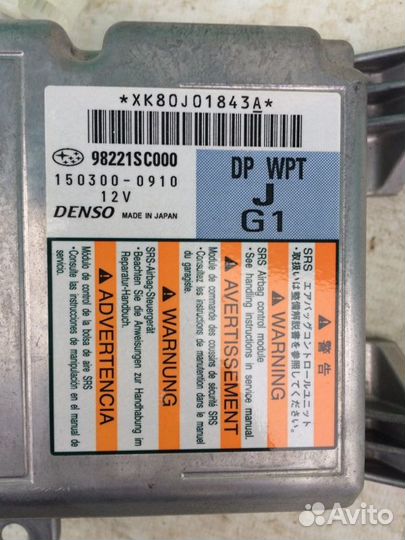 *XK80J01843A*
98221SC000
150300-0910
12V
DENSO MADE IN JAPAN
DP WPT
J
G1
⚠ 警告
SRS エアバッグコントロールユニット
・取扱いは整備解説書を参照してください。
⚠ WARNING
SRS Airbag control module
• See handling instructions in service manual.
⚠ AVERTISSEMENT
Module de commande des coussins de sécurité SRS
• Consultez les instructions de manutention dans le manuel
du garagiste.
⚠ WARNUNG
SRS-Airbag-Steuergerät
• Beachten Sie die Anweisungen zur Handhabung im
Reparatur-Handbuch.
⚠ ADVERTENCIA
Módulo de control de la bolsa de aire SRS
• Consulte las instrucciones de manipulación en el manual de
servicio.
Avito